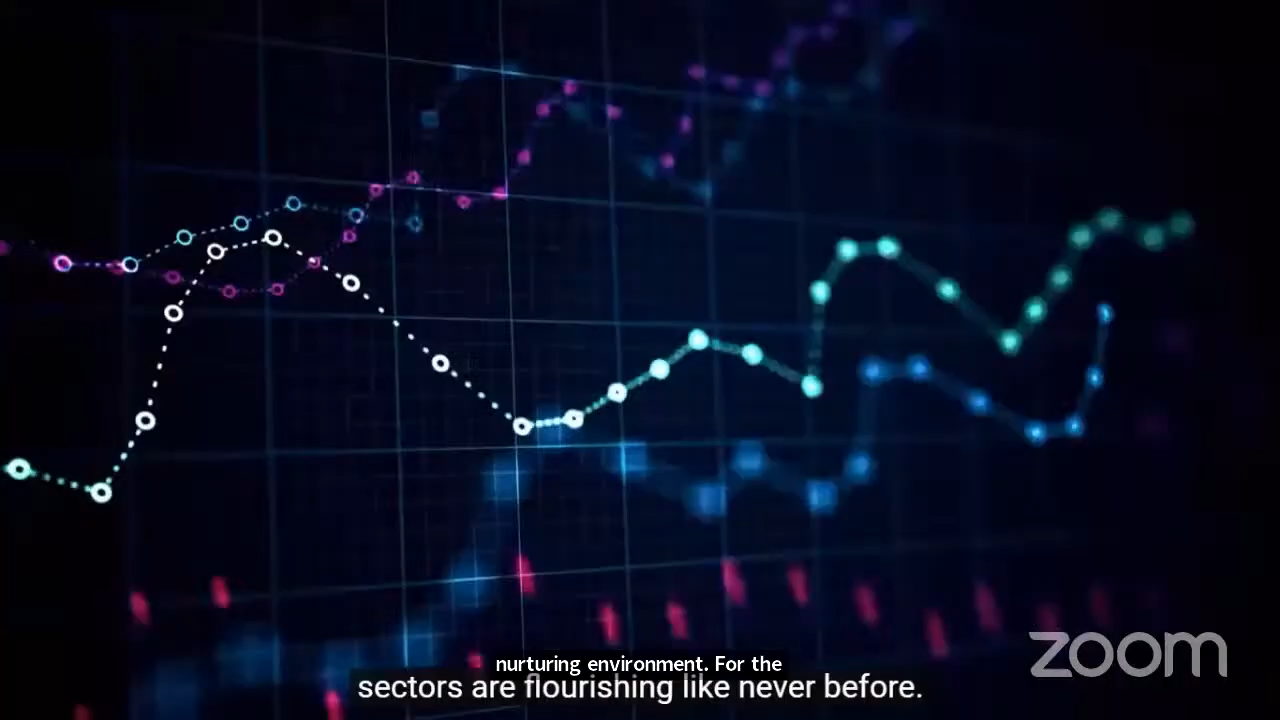 nurturing environment. For the
sectors are flourishing like never before.
zoom